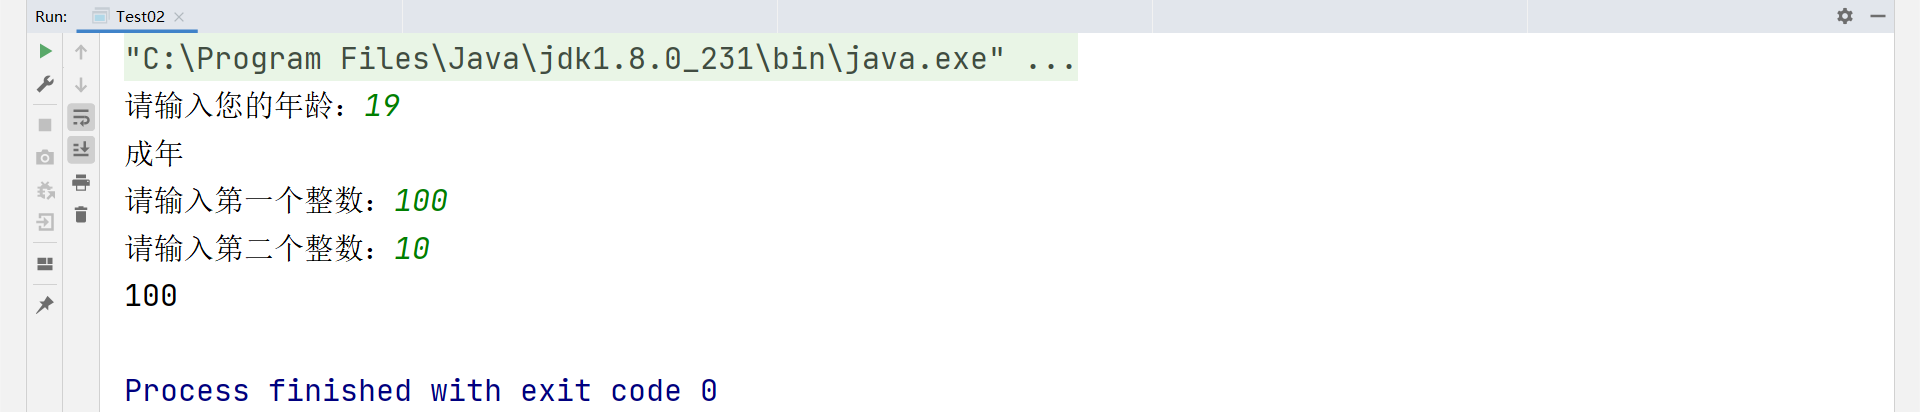 Run: Test02
"C:\Program Files\Java\jdk1.8.0_231\bin\java.exe" ...
请输入您的年龄：19
成年
请输入第一个整数：100
请输入第二个整数：10
100
Process finished with exit code 0